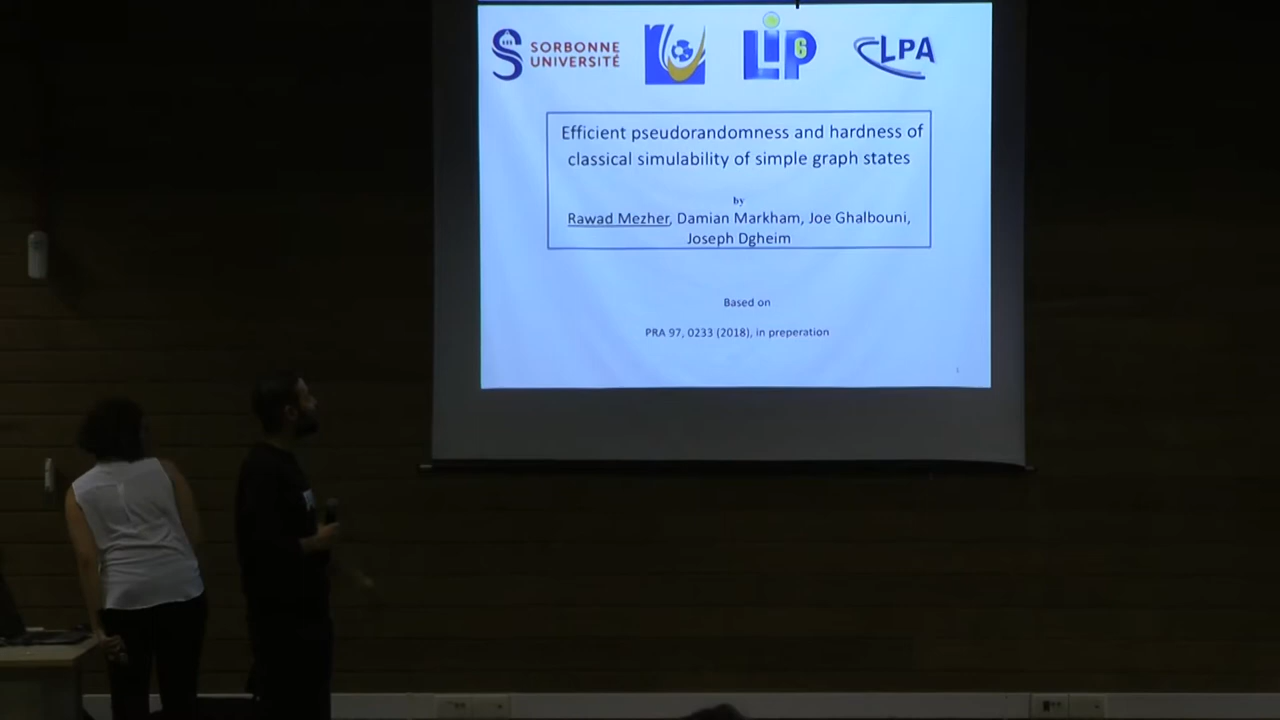 SORBONNE
UNIVERSITÉ
LIP6
LPA
Efficient pseudorandomness and hardness of
classical simulability of simple graph states
by
Rawad Mezher, Damian Markham, Joe Ghalbouni,
Joseph Dgheim
Based on
PRA 97, 0233 (2018), in preperation